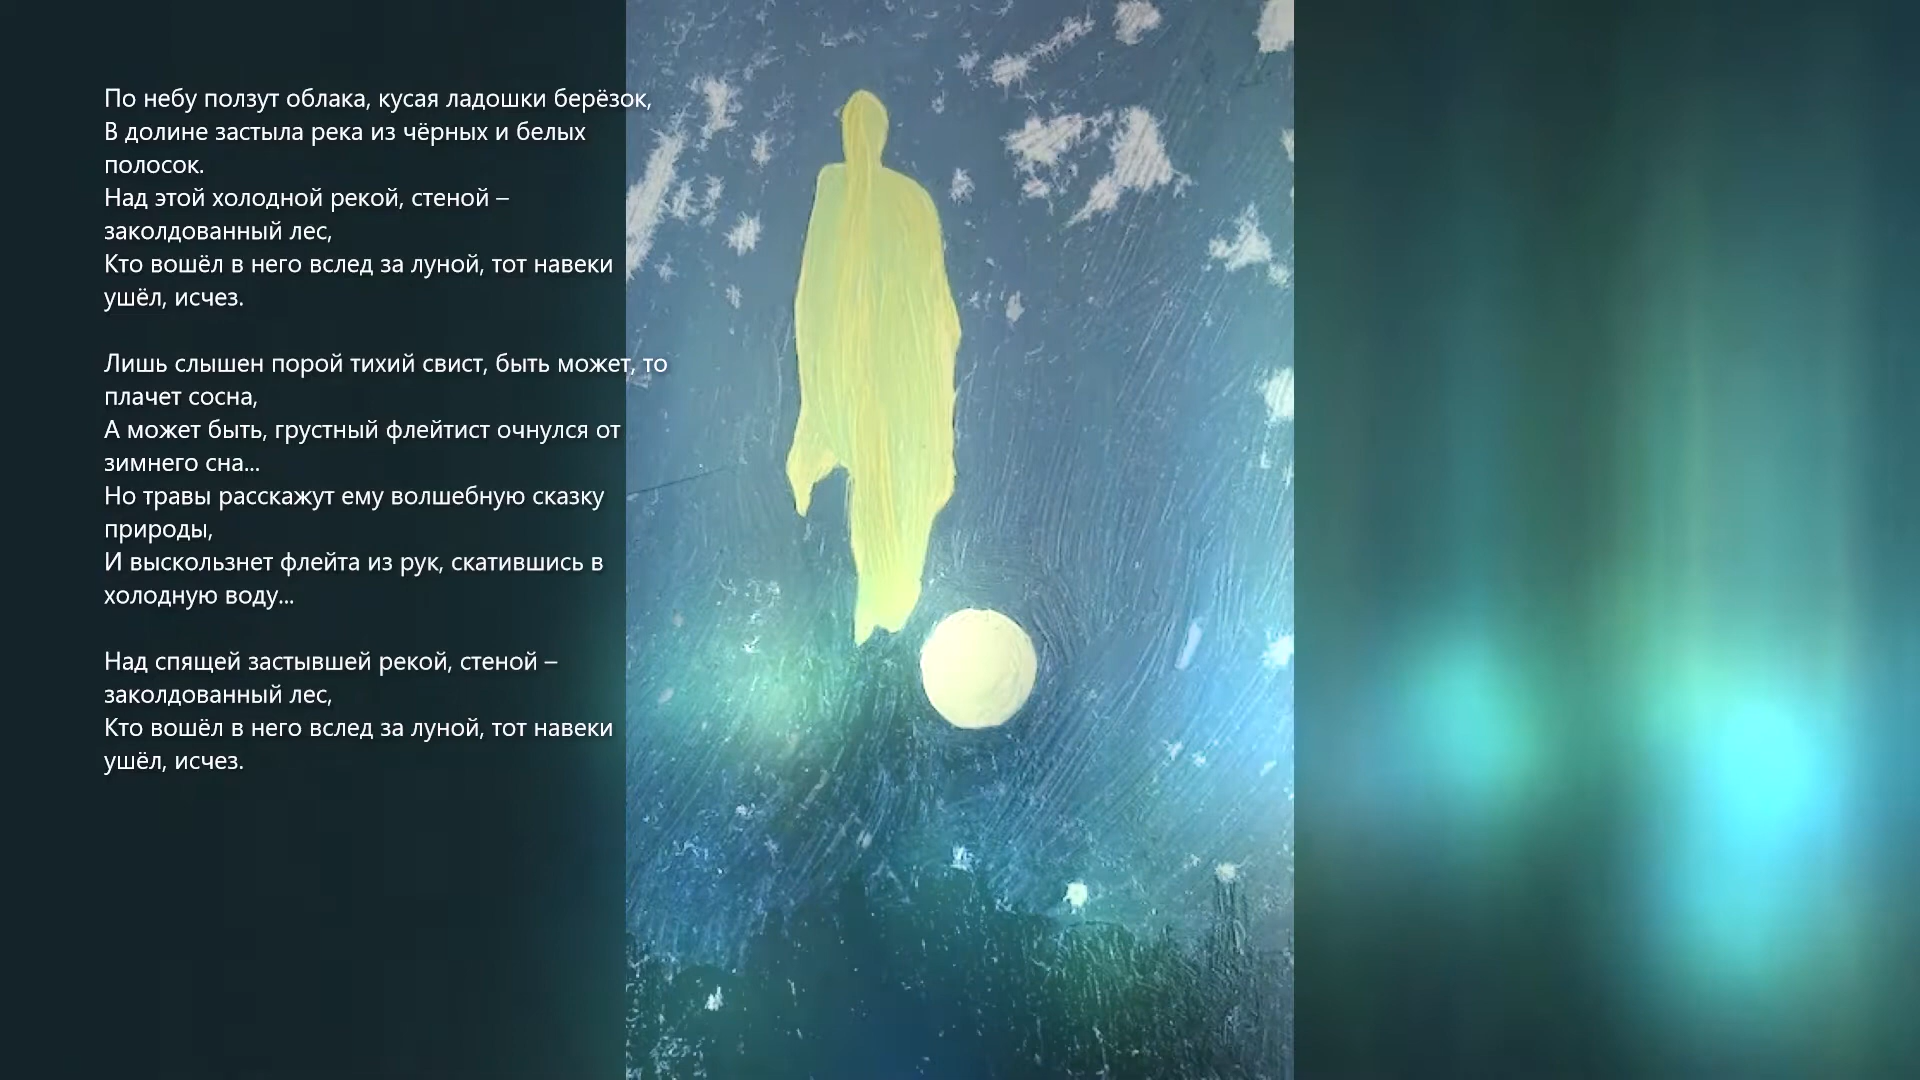 По небу ползут облака, кусая ладошки берёзок,
В долине застыла река из чёрных и белых
полосок.
Над этой холодной рекой, стеной –
заколдованный лес,
Кто вошёл в него вслед за луной, тот навеки
ушёл, исчез.
Лишь слышен порой тихий свист, быть может, то
плачет сосна,
А может быть, грустный флейтист очнулся от
зимнего сна...
Но травы расскажут ему волшебную сказку
природы,
И выскользнет флейта из рук, скатившись в
холодную воду...
Над спящей застывшей рекой, стеной –
заколдованный лес,
Кто вошёл в него вслед за луной, тот навеки
ушёл, исчез.